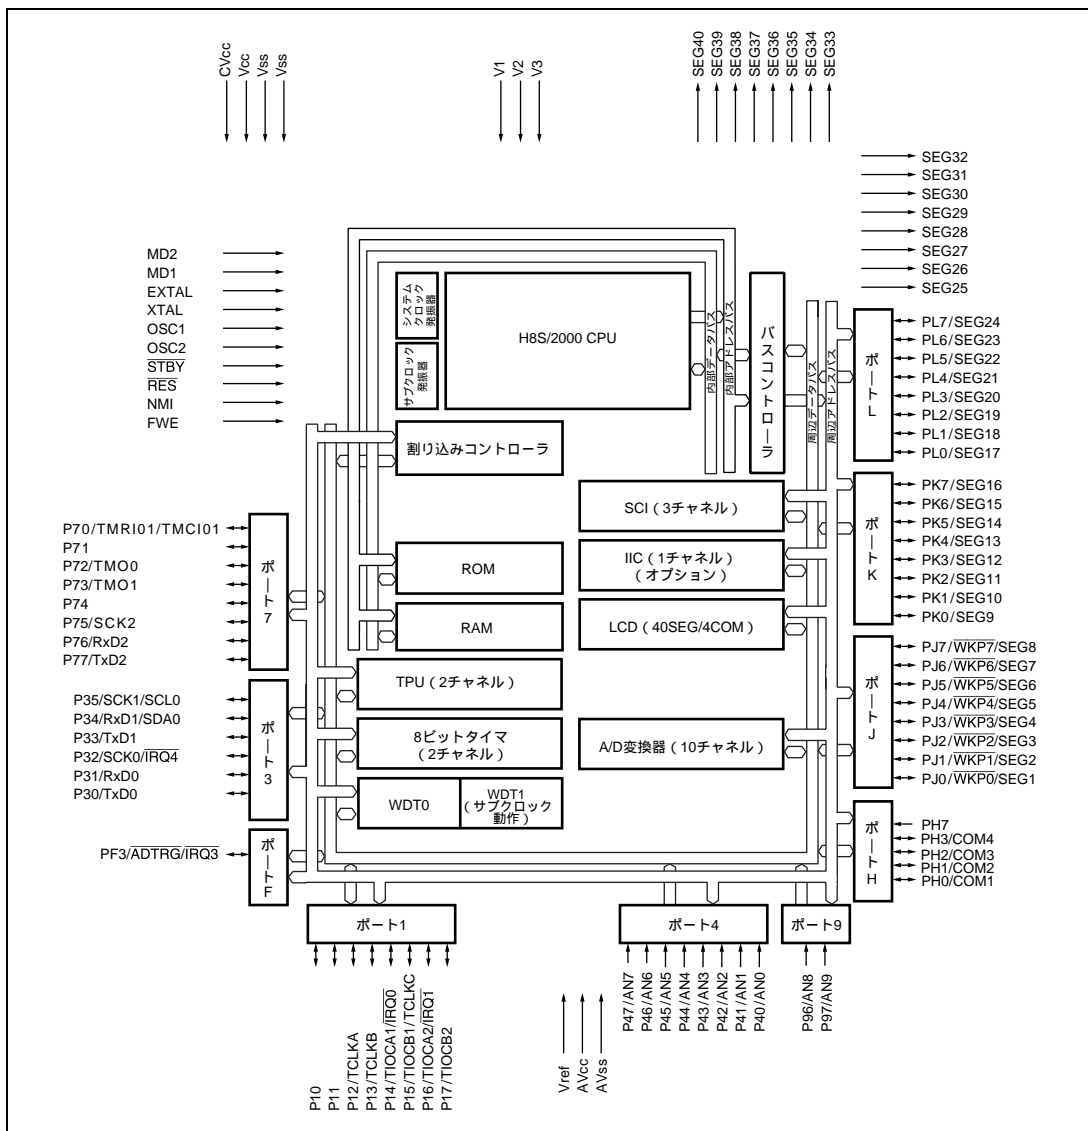 CVcc
Vcc
Vss
Vss
V1
V2
V3
SEG40
SEG39
SEG38
SEG37
SEG36
SEG35
SEG34
SEG33
SEG32
SEG31
SEG30
SEG29
SEG28
SEG27
SEG26
SEG25
MD2
MD1
EXTAL
XTAL
OSC1
OSC2
STBY
RES
NMI
FWE
システム
クロック
発振器
サブクロック
発振器
H8S/2000 CPU
内部データバス
内部アドレスバス
バスコントローラ
周辺データバス
周辺アドレスバス
ポートL
PL7/SEG24
PL6/SEG23
PL5/SEG22
PL4/SEG21
PL3/SEG20
PL2/SEG19
PL1/SEG18
PL0/SEG17
割り込みコントローラ
SCI(3チャネル)
IIC(1チャネル)
(オプション)
LCD(40SEG/4COM)
A/D変換器(10チャネル)
ROM
RAM
TPU(2チャネル)
8ビットタイマ
(2チャネル)
WDT0
WDT1
(サブクロック
動作)
ポートK
PK7/SEG16
PK6/SEG15
PK5/SEG14
PK4/SEG13
PK3/SEG12
PK2/SEG11
PK1/SEG10
PK0/SEG9
ポートJ
PJ7/WKP7/SEG8
PJ6/WKP6/SEG7
PJ5/WKP5/SEG6
PJ4/WKP4/SEG5
PJ3/WKP3/SEG4
PJ2/WKP2/SEG3
PJ1/WKP1/SEG2
PJ0/WKP0/SEG1
ポートH
PH7
PH3/COM4
PH2/COM3
PH1/COM2
PH0/COM1
P70/TMRI01/TMCI01
P71
P72/TMO0
P73/TMO1
P74
P75/SCK2
P76/RxD2
P77/TxD2
ポート7
P35/SCK1/SCL0
P34/RxD1/SDA0
P33/TxD1
P32/SCK0/IRQ4
P31/RxD0
P30/TxD0
ポート3
PF3/ADTRG/IRQ3
ポートF
ポート1
ポート4
ポート9
P10
P11
P12/TCLKA
P13/TCLKB
P14/TIOCA1/IRQ0
P15/TIOCB1/TCLKC
P16/TIOCA2/IRQ1
P17/TIOCB2
Vref
AVcc
AVss
P47/AN7
P46/AN6
P45/AN5
P44/AN4
P43/AN3
P42/AN2
P41/AN1
P40/AN0
P96/AN8
P97/AN9